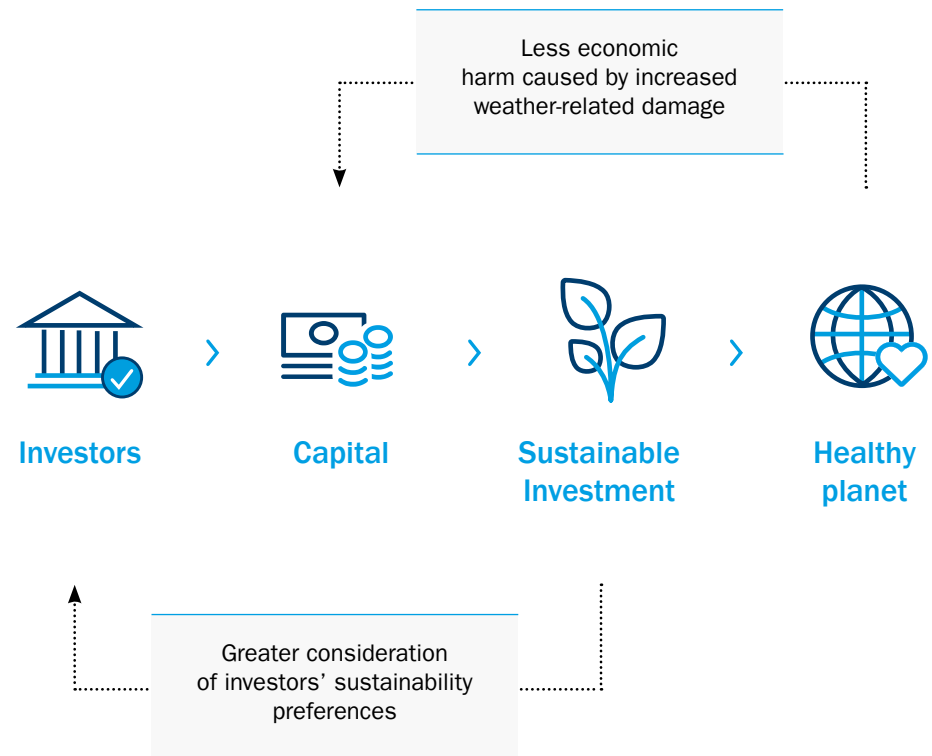 Less economic
harm caused by increased
weather-related damage
Investors
Capital
Sustainable
Investment
Healthy
planet
Greater consideration
of investors’ sustainability
preferences